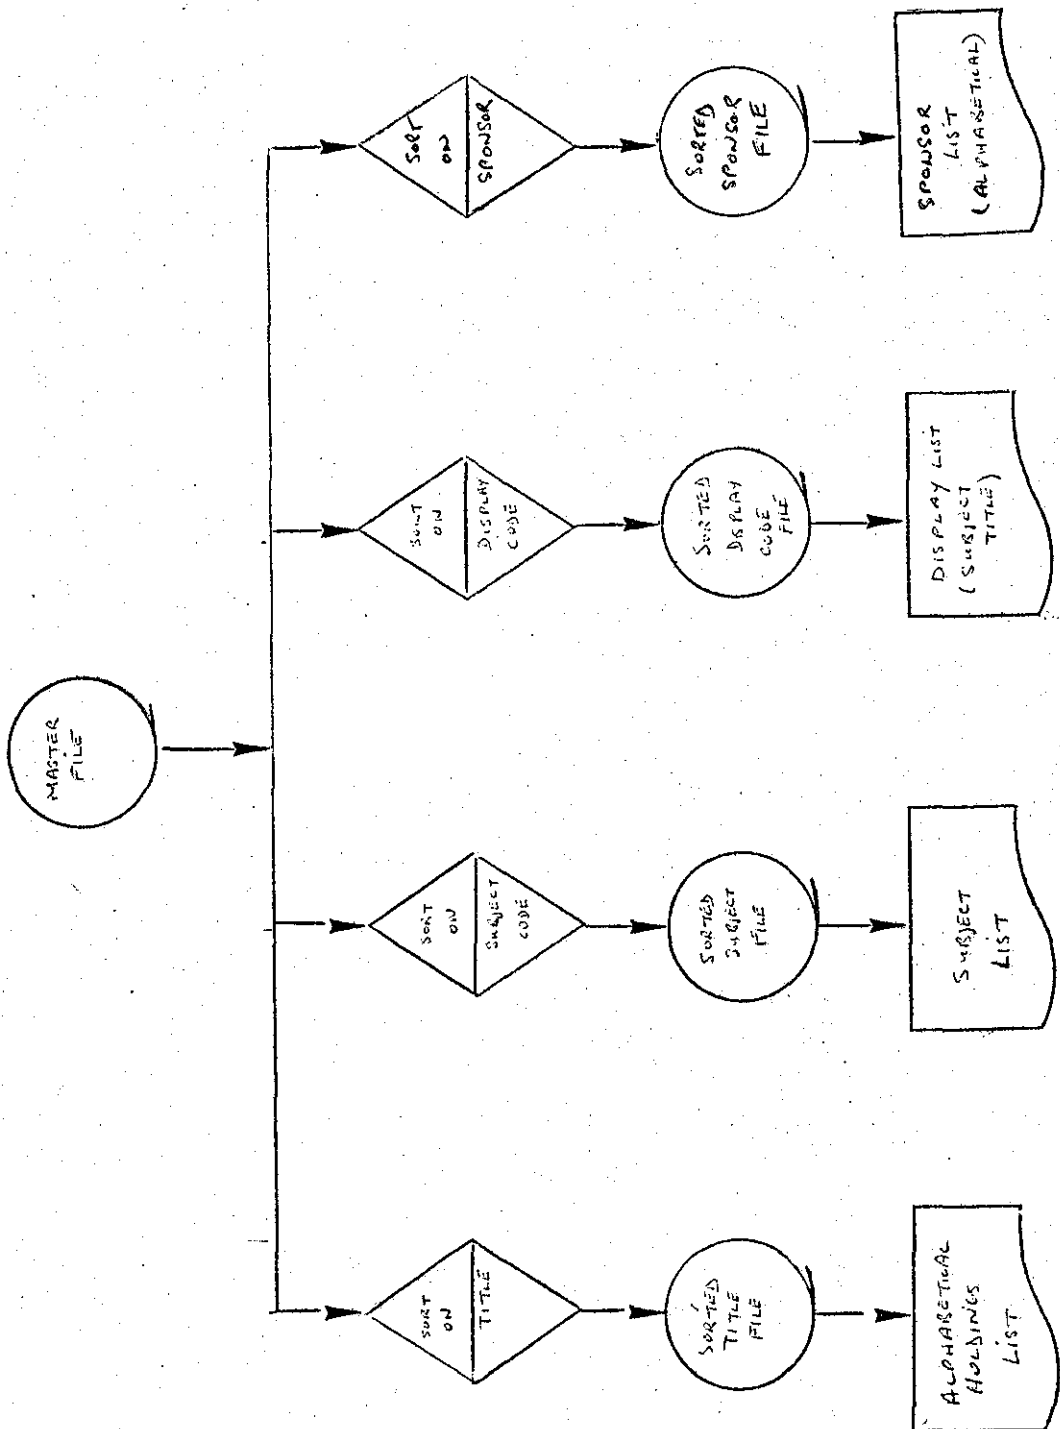 MASTER
FILE
SORT
ON
TITLE
SORT
ON
SUBJECT
CODE
SORT
ON
DISPLAY
CODE
SORT
ON
SPONSOR
SORTED
TITLE
FILE
SORTED
SUBJECT
FILE
SORTED
DISPLAY
CODE
FILE
SORTED
SPONSOR
FILE
ALPHABETICAL
HOLDINGS
LIST
SUBJECT
LIST
DISPLAY LIST
(SUBJECT
TITLE)
SPONSOR
LIST
(ALPHABETICAL)